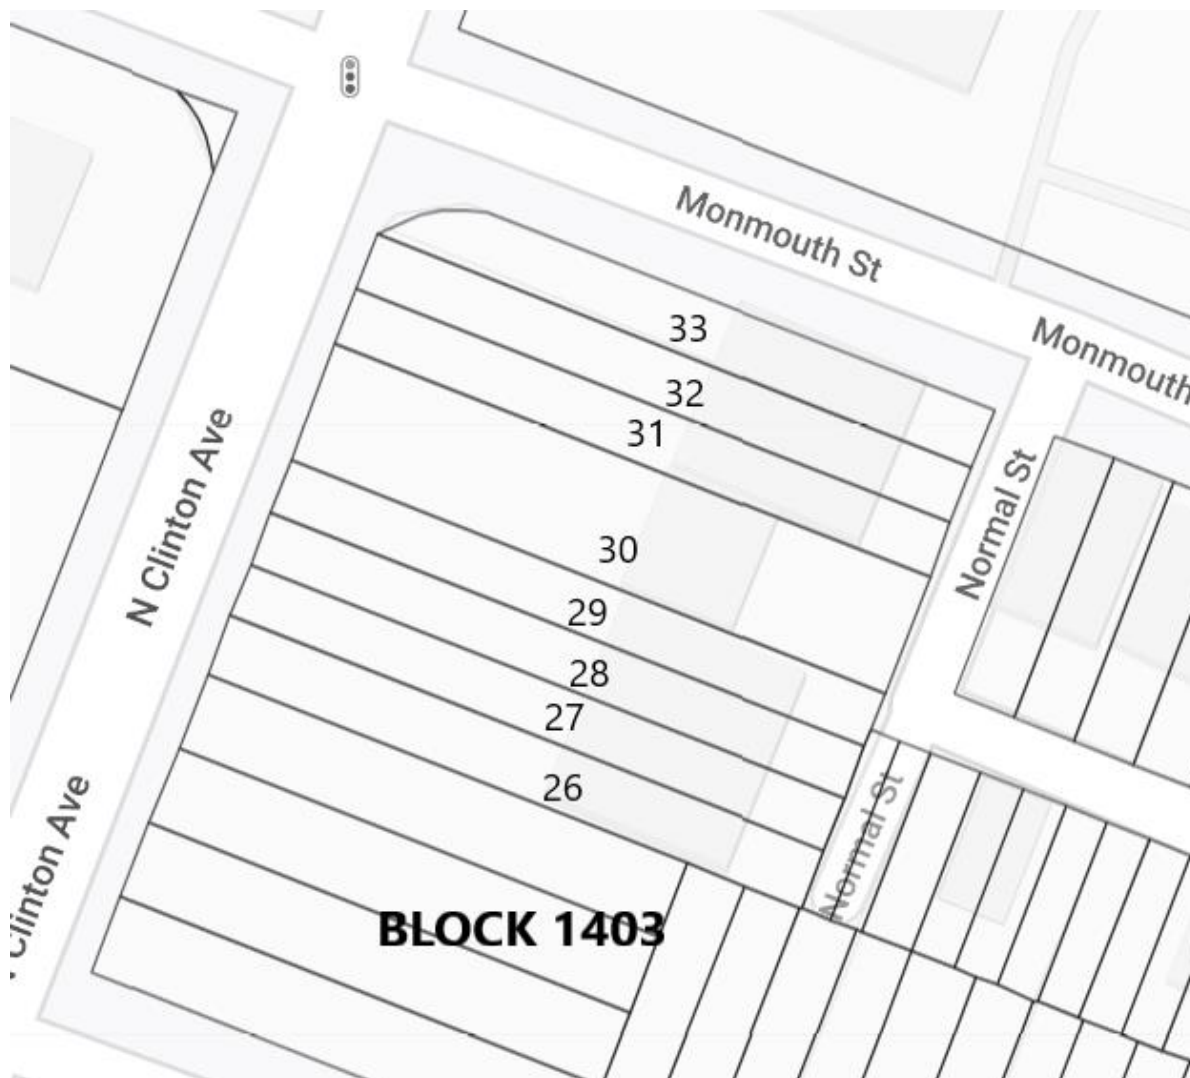 Monmouth St
Monmouth
33
32
31
30
29
28
27
26
N Clinton Ave
Normal St
Clinton Ave
Normal St
BLOCK 1403